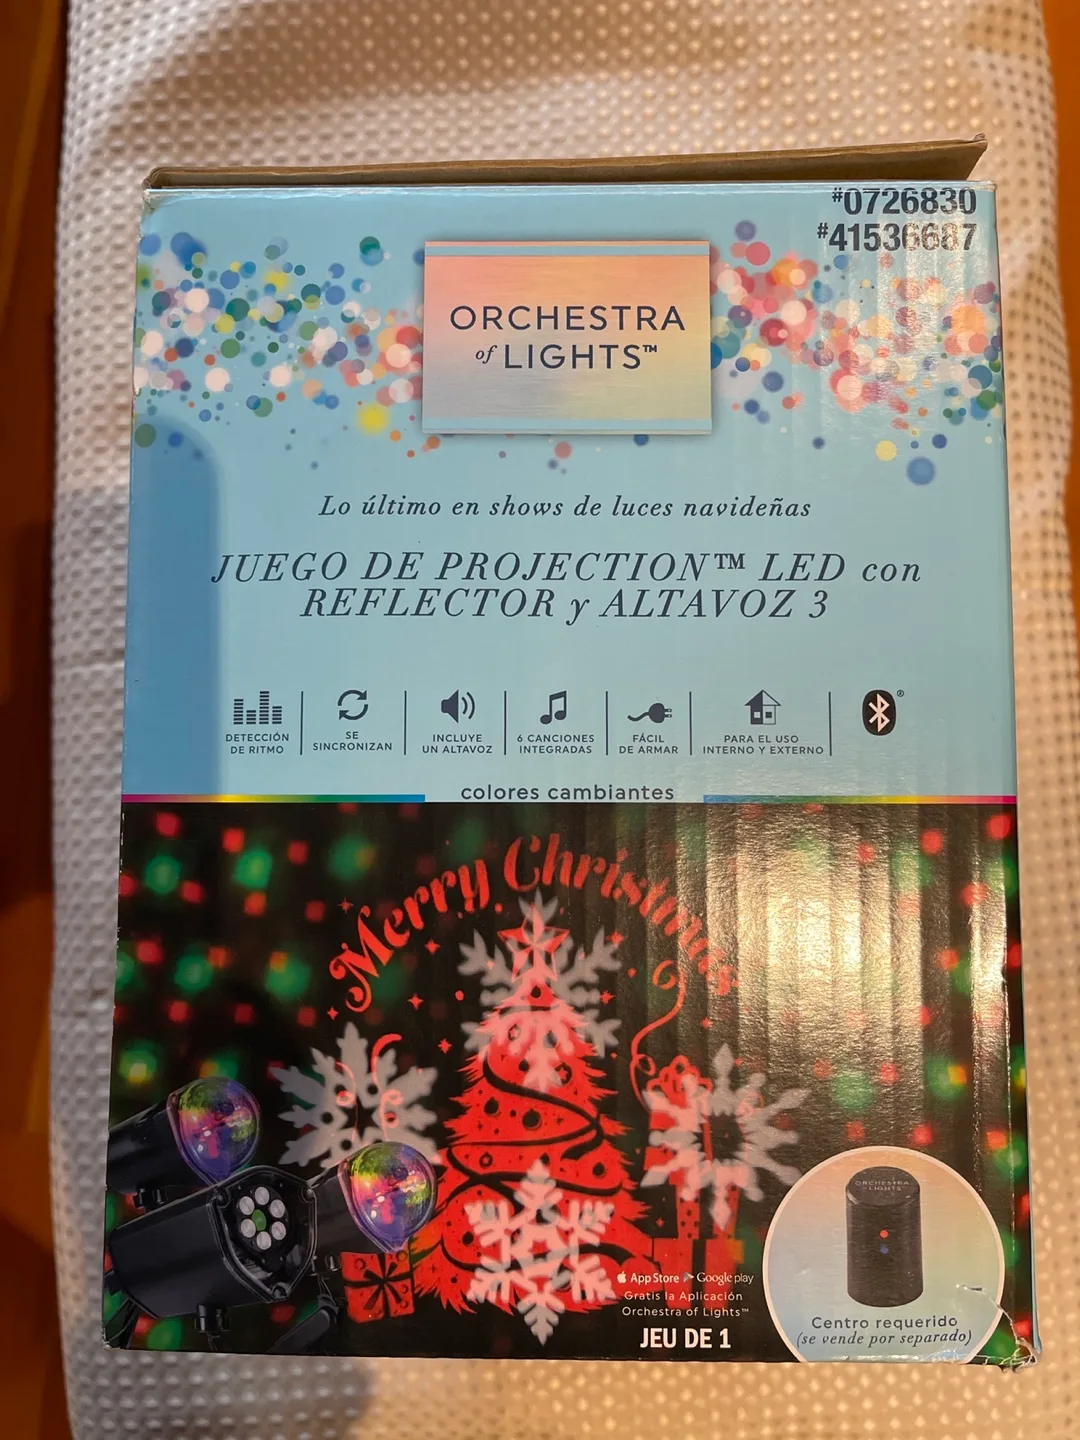 #0726830
#41536687
ORCHESTRA
of LIGHTS™
Lo último en shows de luces navideñas
JUEGO DE PROJECTION™ LED con
REFLECTOR y ALTAVOZ 3
DETECCIÓN
DE RITMO
SE
SINCRONIZAN
INCLUYE
UN ALTAVOZ
6 CANCIONES
INTEGRADAS
FÁCIL
DE ARMAR
PARA EL USO
INTERNO Y EXTERNO
®
colores cambiantes
Merry Christmas
App Store Google play
Gratis la Aplicación
Orchestra of Lights™
JEU DE 1
ORCHESTRA
of LIGHTS™
Centro requerido
(se vende por separado)